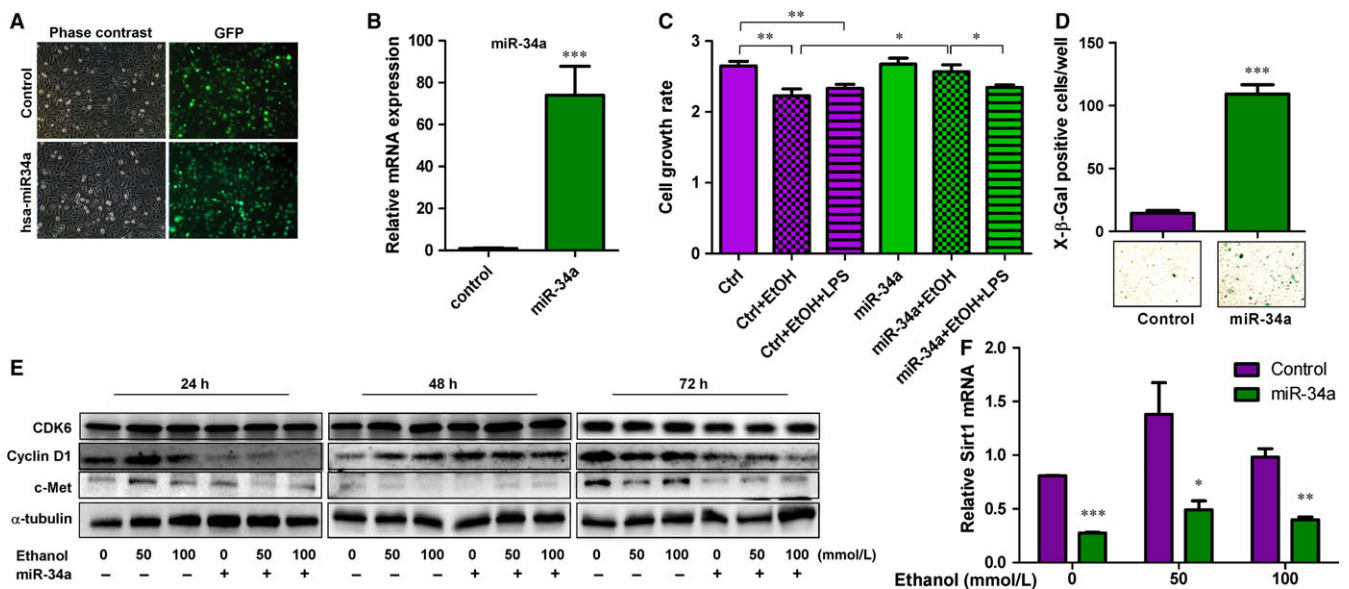 A
Phase contrast
GFP
Control
hsa-miR34a
B
miR-34a
***
Relative mRNA expression
100
80
60
40
20
0
control
miR-34a
C
**
** * *
Cell growth rate
3
2
1
0
Ctrl
Ctrl+EtOH
Ctrl+EtOH+LPS
miR-34a
miR-34a+EtOH
miR-34a+EtOH+LPS
D
***
X-β-Gal positive cells/well
150
100
50
0
Control miR-34a
E
24 h 48 h 72 h
CDK6
Cyclin D1
c-Met
α-tubulin
Ethanol 0 50 100 0 50 100 0 50 100 0 50 100 0 50 100 0 50 100 (mmol/L)
miR-34a – – – + + + – – – + + + – – – + + +
F
Control
miR-34a
Relative Sirt1 mRNA
2.0
1.5
1.0
0.5
0.0
*** * **
Ethanol (mmol/L) 0 50 100